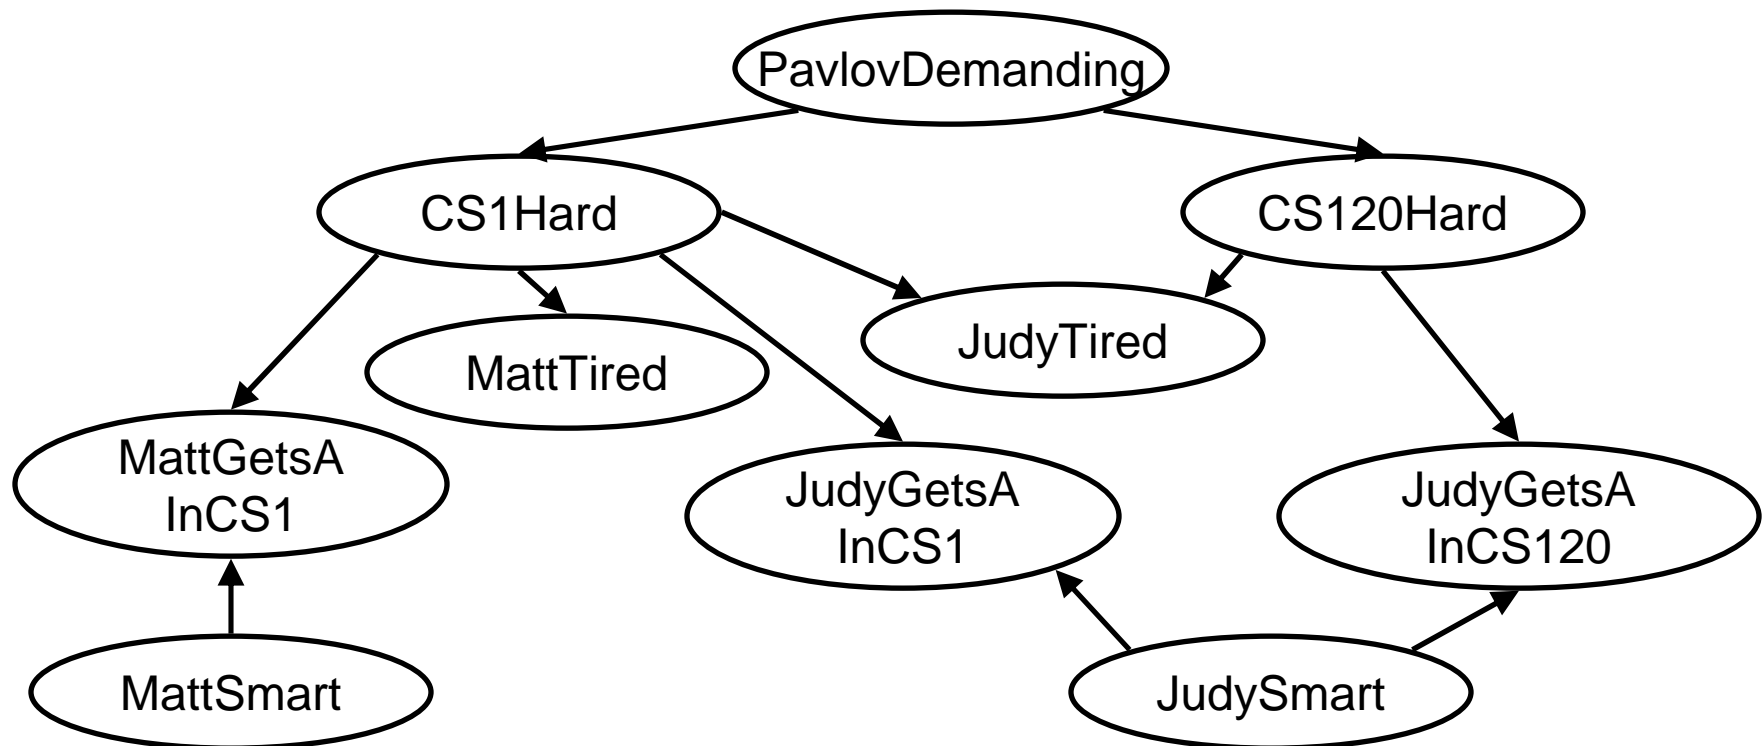 PavlovDemanding
CS1Hard
CS120Hard
JudyTired
MattTired
MattGetsA
InCS1
JudyGetsA
InCS1
JudyGetsA
InCS120
MattSmart
JudySmart